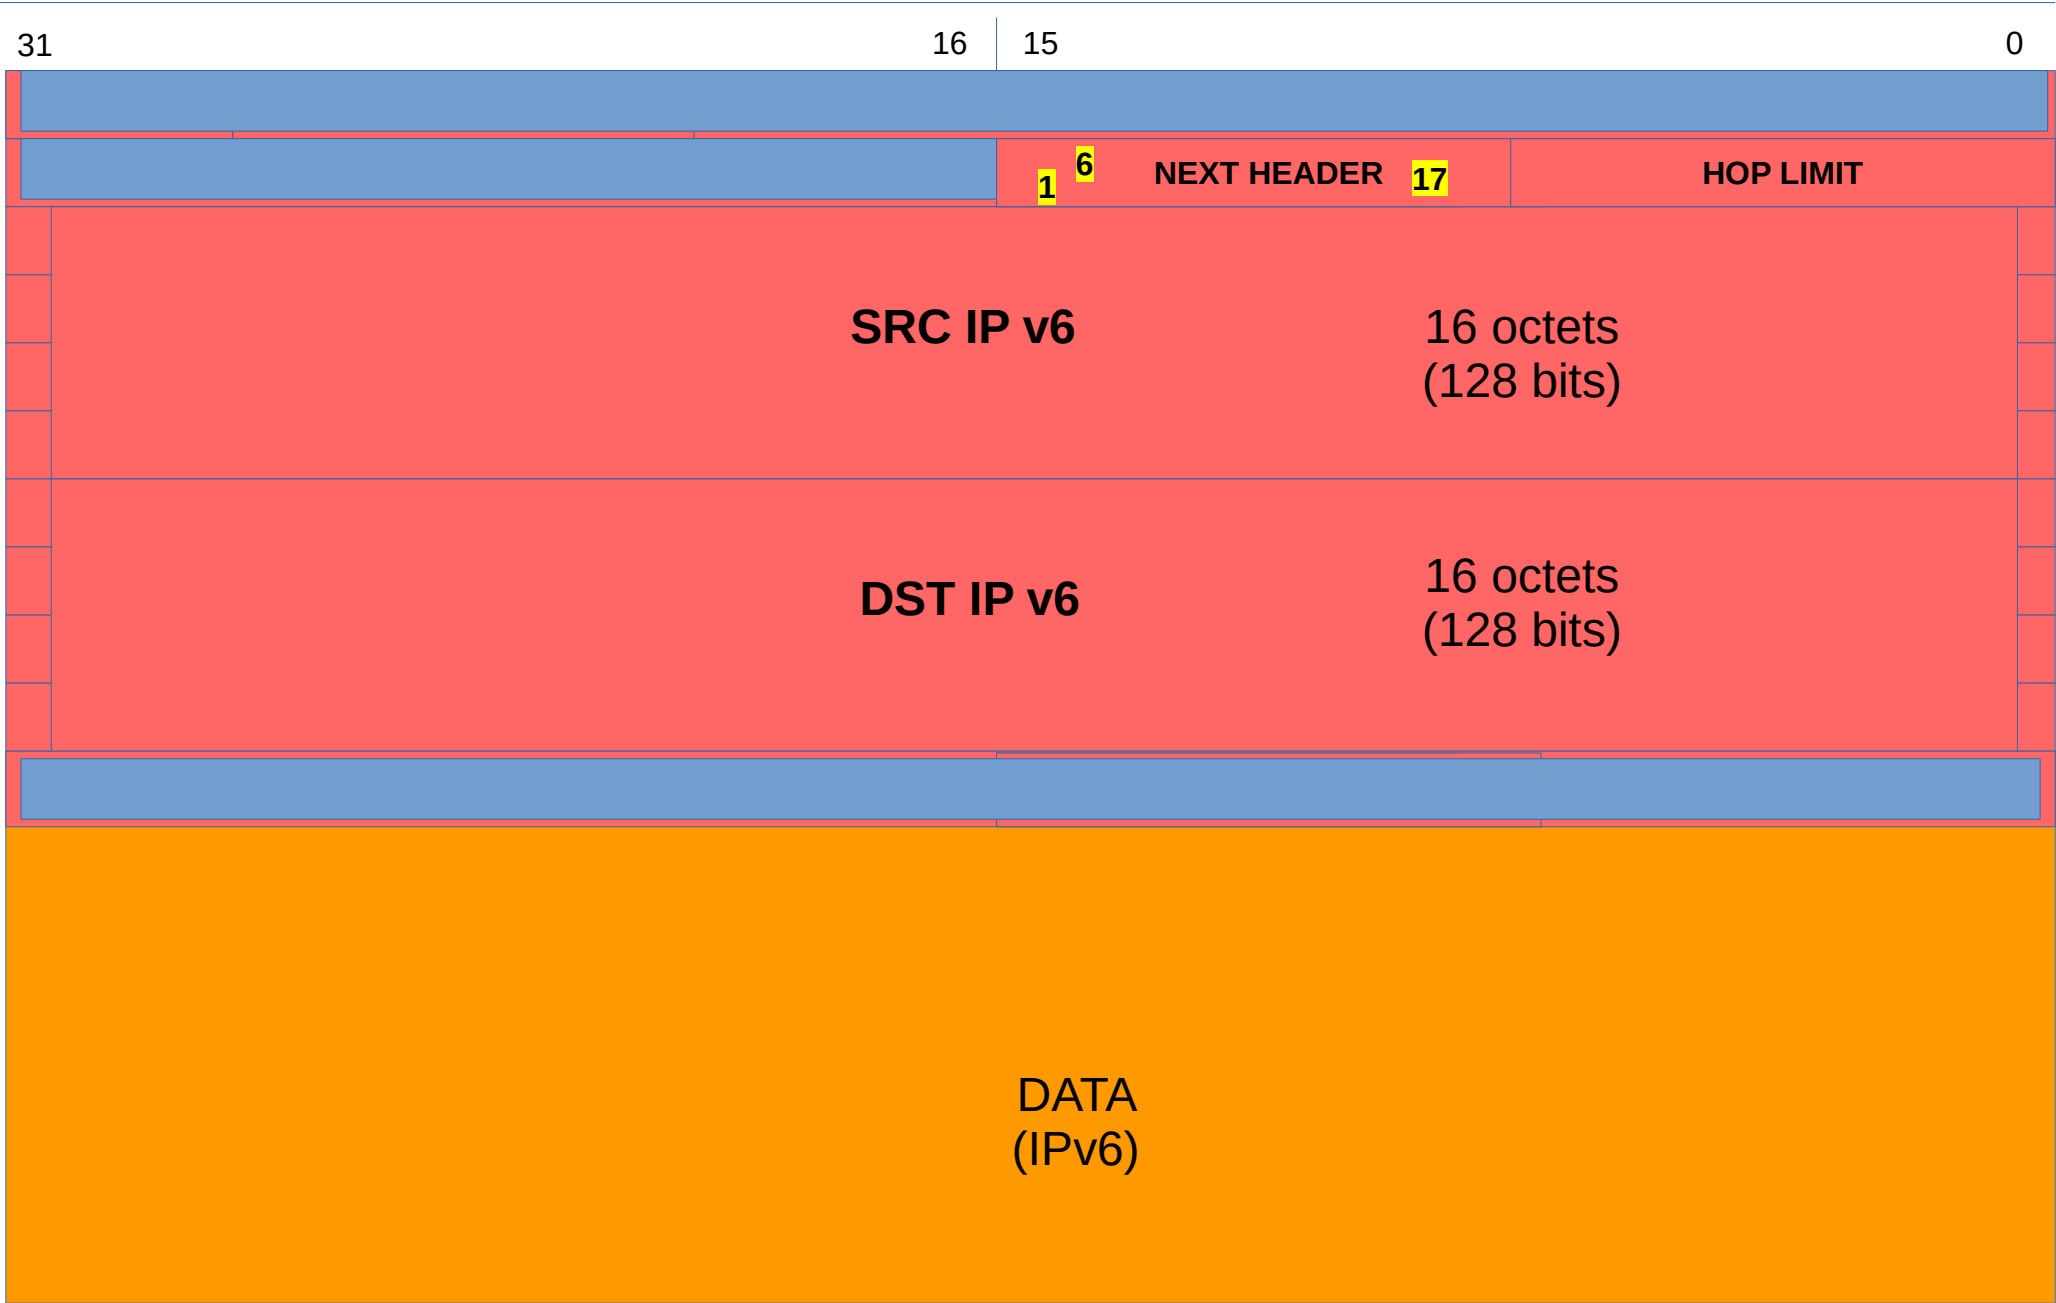 31 16 15 0
1 6 NEXT HEADER 17 HOP LIMIT
SRC IP v6 16 octets
(128 bits)
DST IP v6 16 octets
(128 bits)
DATA
(IPv6)